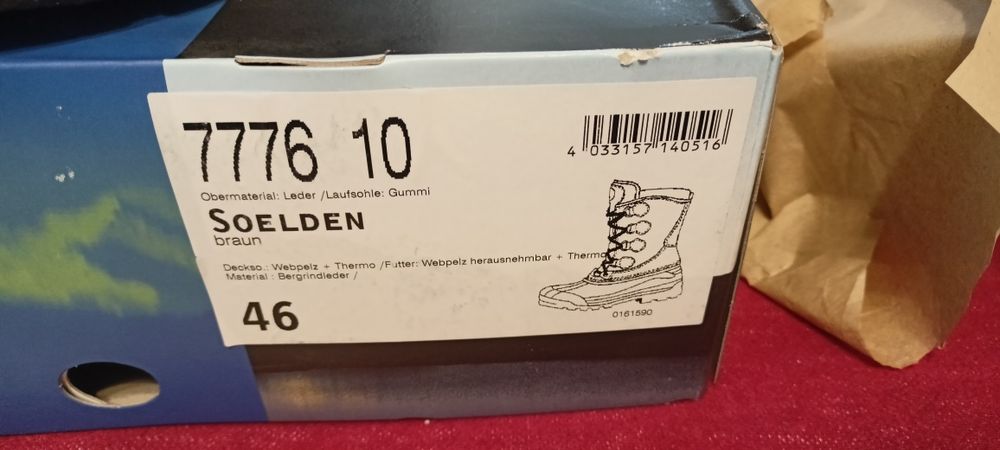 7776 10
4 033157 140516
Obermaterial: Leder /Laufsohle: Gummi
SOELDEN
braun
Deckso.: Webpelz + Thermo /Futter: Webpelz herausnehmbar + Thermo
Material : Bergrindleder /
46
0161590